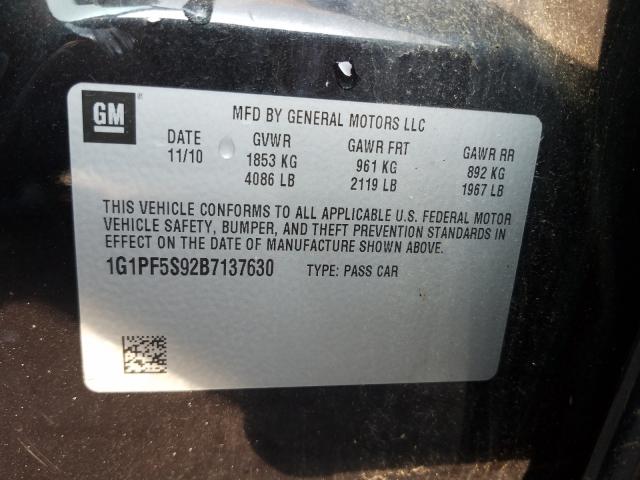 GM
MFD BY GENERAL MOTORS LLC
DATE GVWR GAWR FRT GAWR RR
11/10 1853 KG 961 KG 892 KG
4086 LB 2119 LB 1967 LB
THIS VEHICLE CONFORMS TO ALL APPLICABLE U.S. FEDERAL MOTOR
VEHICLE SAFETY, BUMPER, AND THEFT PREVENTION STANDARDS IN
EFFECT ON THE DATE OF MANUFACTURE SHOWN ABOVE.
1G1PF5S92B7137630 TYPE: PASS CAR